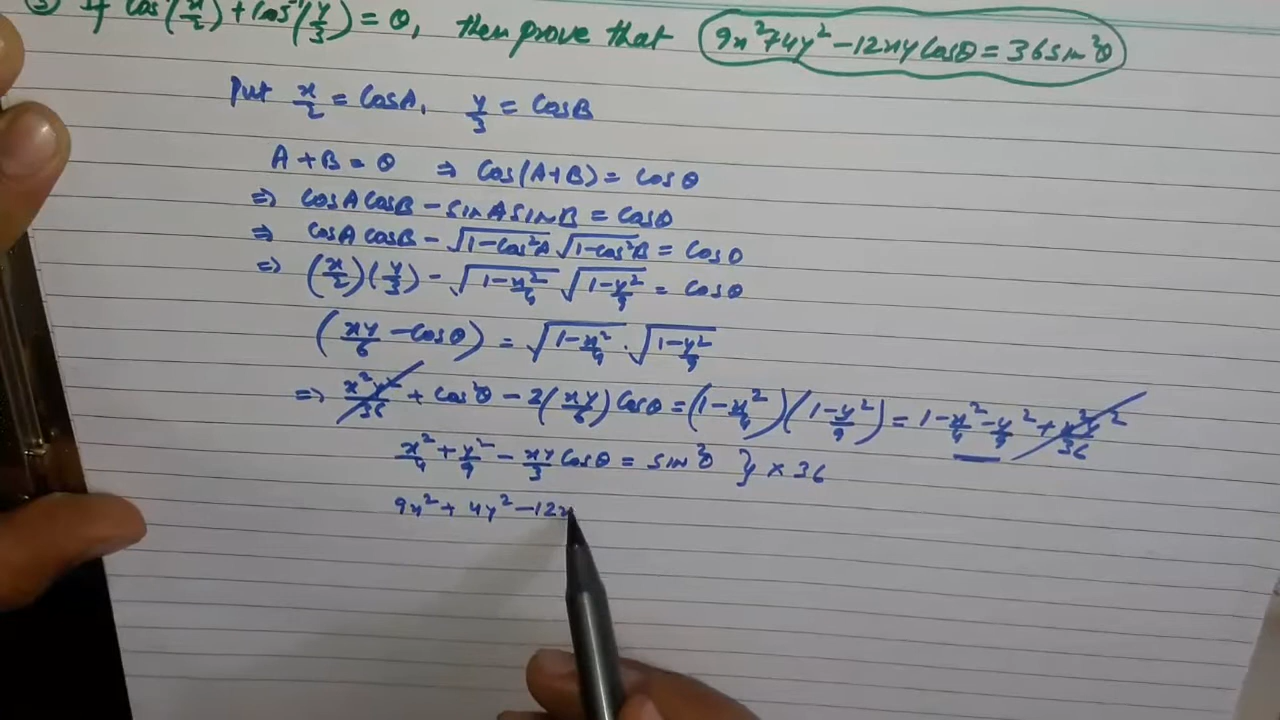 ③ If cos⁻¹(x/2) + cos⁻¹(y/3) = θ, then prove that 9x² + 4y² - 12xy cosθ = 36 sin²θ
Put x/2 = cosA, y/3 = cosB
A + B = θ ⇒ cos(A+B) = cosθ
⇒ cosA cosB - sinA sinB = cosθ
⇒ cosA cosB - √(1-cos²A) √(1-cos²B) = cosθ
⇒ (x/2)(y/3) - √(1-x²/4) √(1-y²/9) = cosθ
(xy/6 - cosθ) = √(1-x²/4) · √(1-y²/9)
⇒ x²y²/36 + cos²θ - 2(xy/6) cosθ = (1-x²/4)(1-y²/9) = 1 - x²/4 - y²/9 + x²y²/36
x²/4 + y²/9 - xy/3 cosθ = sin²θ } × 36
9x² + 4y² - 12x